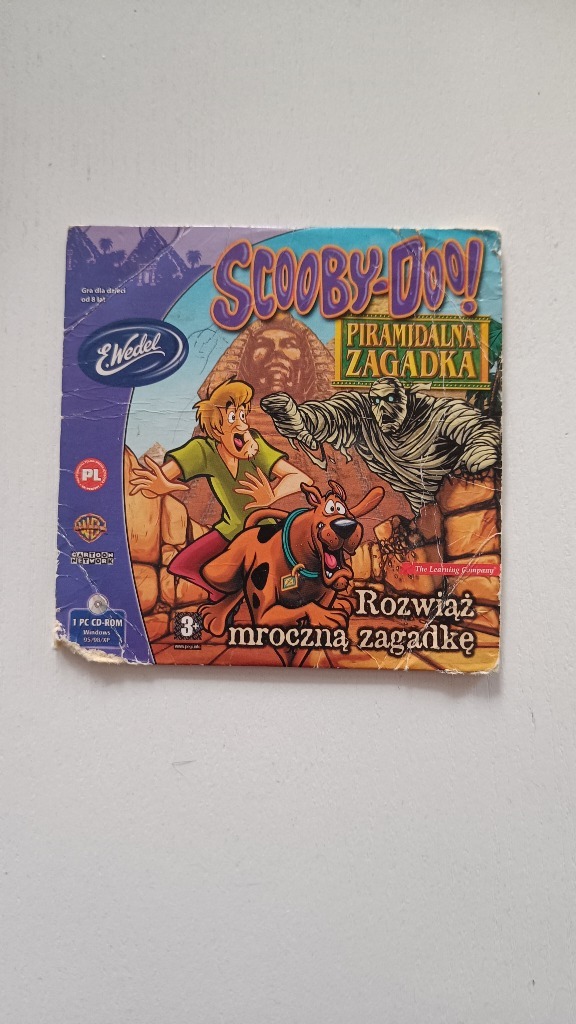 Gra dla dzieci
od 8 lat
SCOOBY-DOO!
PIRAMIDALNA
ZAGADKA
E.Wedel
PL
WB
CARTOON
NETWORK
The Learning Company
1 PC CD-ROM
Windows
95/98/XP
3+
Rozwiąż
mroczną zagadkę